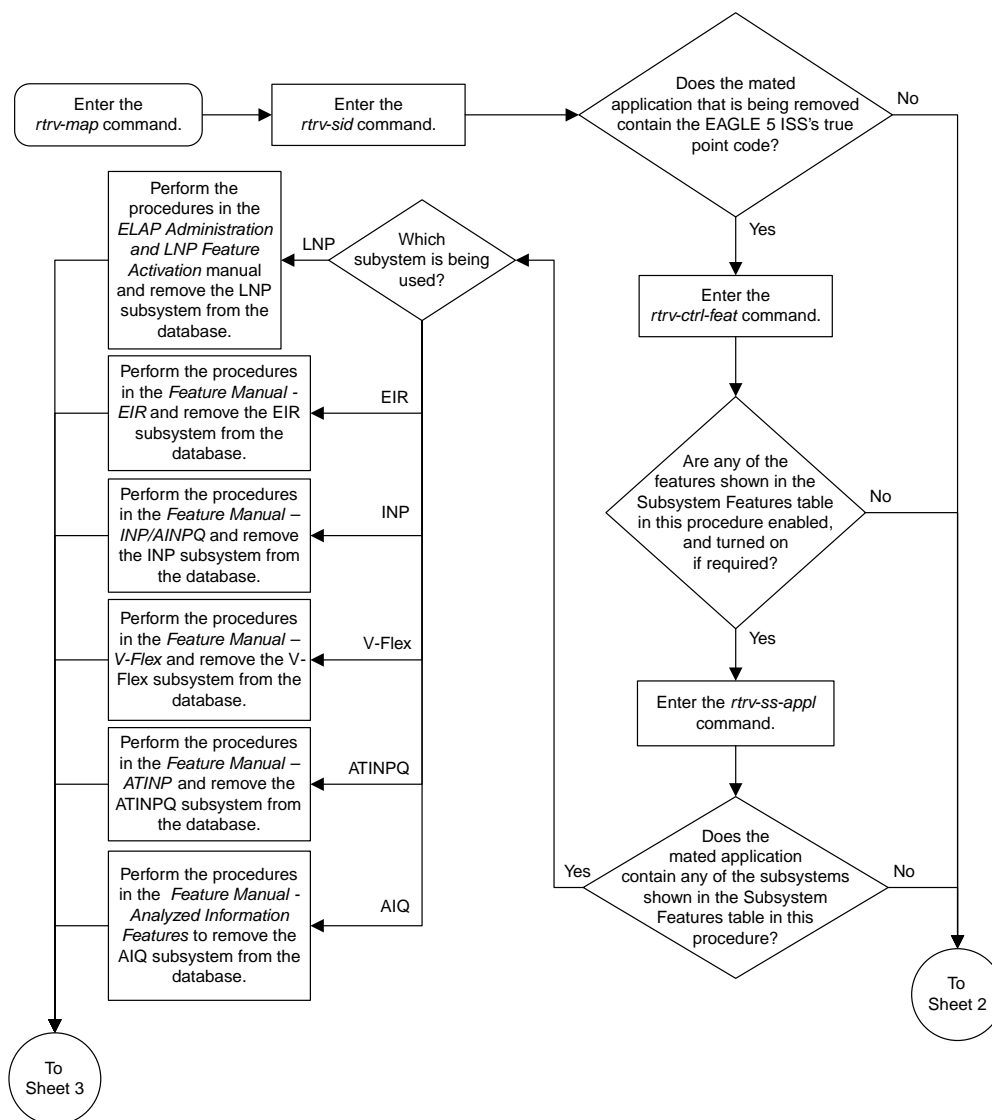 Enter the
rtrv-map command.
Enter the
rtrv-sid command.
Does the mated
application that is being removed
contain the EAGLE 5 ISS's true
point code?
No
Yes
Enter the
rtrv-ctrl-feat command.
Are any of the
features shown in the
Subsystem Features table
in this procedure enabled,
and turned on
if required?
No
Yes
Enter the rtrv-ss-appl
command.
Does the
mated application
contain any of the subsystems
shown in the Subsystem
Features table in this
procedure?
No
Yes
To
Sheet 2
Which
subystem is being
used?
LNP
Perform the
procedures in the
ELAP Administration
and LNP Feature
Activation manual
and remove the LNP
subsystem from the
database.
EIR
Perform the procedures
in the Feature Manual -
EIR and remove the EIR
subsystem from the
database.
INP
Perform the procedures
in the Feature Manual –
INP/AINPQ and remove
the INP subsystem from
the database.
V-Flex
Perform the procedures
in the Feature Manual –
V-Flex and remove the V-
Flex subsystem from the
database.
ATINPQ
Perform the procedures
in the Feature Manual –
ATINP and remove the
ATINPQ subsystem from
the database.
AIQ
Perform the procedures
in the Feature Manual -
Analyzed Information
Features to remove the
AIQ subsystem from the
database.
To
Sheet 3